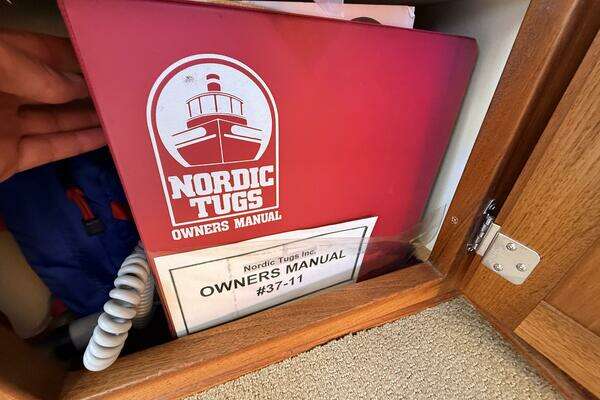 NORDIC
TUGS
OWNERS MANUAL
Nordic Tugs Inc.
OWNERS MANUAL
#37-11